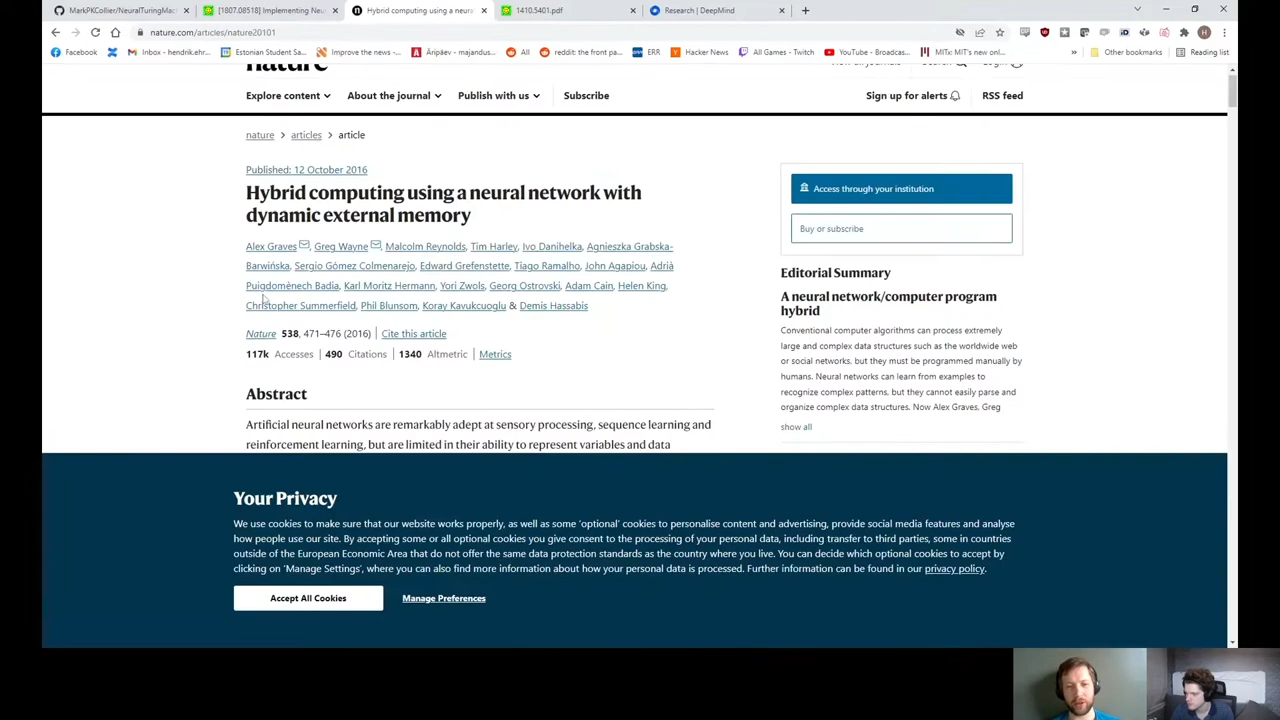 MarkPKCollier/NeuralTuringMac
[1807.08518] Implementing Neu
Hybrid computing using a neura
1410.5401.pdf
Research | DeepMind
nature.com/articles/nature20101
Facebook
Inbox - hendrik.ehr...
Estonian Student Sa...
Improve the news -...
Äripäev - majandus...
All
reddit: the front pa...
ERR
Hacker News
All Games - Twitch
YouTube - Broadcas...
MITx: MIT's new onl...
Other bookmarks
Reading list
nature
View all journals
Search
Login
Explore content
About the journal
Publish with us
Subscribe
Sign up for alerts
RSS feed
nature > articles > article
Published: 12 October 2016
Hybrid computing using a neural network with
dynamic external memory
Alex Graves, Greg Wayne, Malcolm Reynolds, Tim Harley, Ivo Danihelka, Agnieszka Grabska-
Barwińska, Sergio Gómez Colmenarejo, Edward Grefenstette, Tiago Ramalho, John Agapiou, Adrià
Puigdomènech Badia, Karl Moritz Hermann, Yori Zwols, Georg Ostrovski, Adam Cain, Helen King,
Christopher Summerfield, Phil Blunsom, Koray Kavukcuoglu & Demis Hassabis
Nature 538, 471–476 (2016) | Cite this article
117k Accesses | 490 Citations | 1340 Altmetric | Metrics
Abstract
Artificial neural networks are remarkably adept at sensory processing, sequence learning and
reinforcement learning, but are limited in their ability to represent variables and data
Access through your institution
Buy or subscribe
Editorial Summary
A neural network/computer program
hybrid
Conventional computer algorithms can process extremely
large and complex data structures such as the worldwide web
or social networks, but they must be programmed manually by
humans. Neural networks can learn from examples to
recognize complex patterns, but they cannot easily parse and
organize complex data structures. Now Alex Graves, Greg
show all
Your Privacy
We use cookies to make sure that our website works properly, as well as some 'optional' cookies to personalise content and advertising, provide social media features and analyse
how people use our site. By accepting some or all optional cookies you give consent to the processing of your personal data, including transfer to third parties, some in countries
outside of the European Economic Area that do not offer the same data protection standards as the country where you live. You can decide which optional cookies to accept by
clicking on 'Manage Settings', where you can also find more information about how your personal data is processed. Further information can be found in our privacy policy.
Accept All Cookies
Manage Preferences